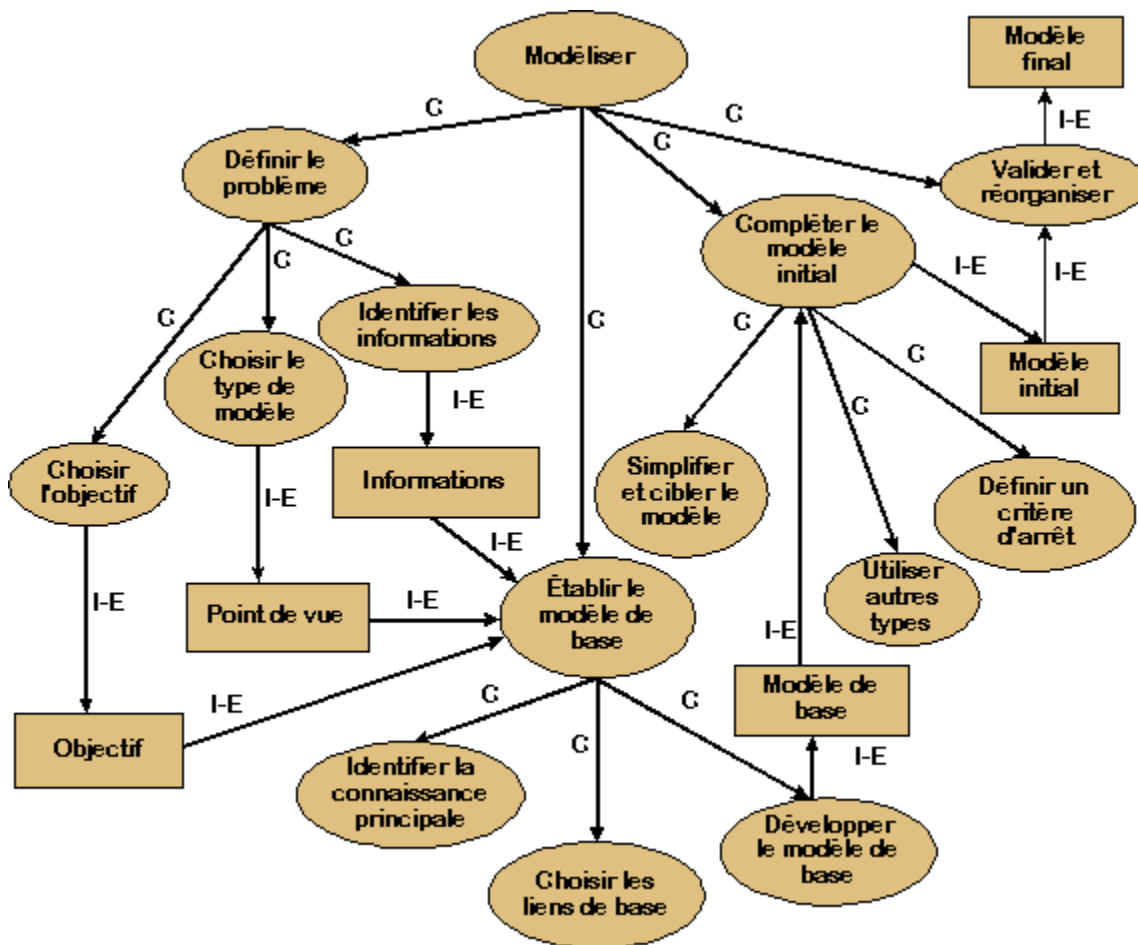 Modéliser
Modèle
final
C
C
C
I-E
Définir le
problème
Valider et
réorganiser
Compléter le
modèle
initial
C
C
C
I-E
I-E
Identifier les
informations
C
C
C
C
Choisir le
type de
modèle
Modèle
initial
I-E
Choisir
l'objectif
Informations
Simplifier
et cibler le
modèle
Définir un
critère
d'arrêt
I-E
I-E
Établir le
modèle de
base
Utiliser
autres
types
I-E
Point de vue
I-E
I-E
I-E
Modèle de
base
C
C
C
I-E
Objectif
Identifier la
connaissance
principale
Développer
le modèle de
base
Choisir les
liens de base